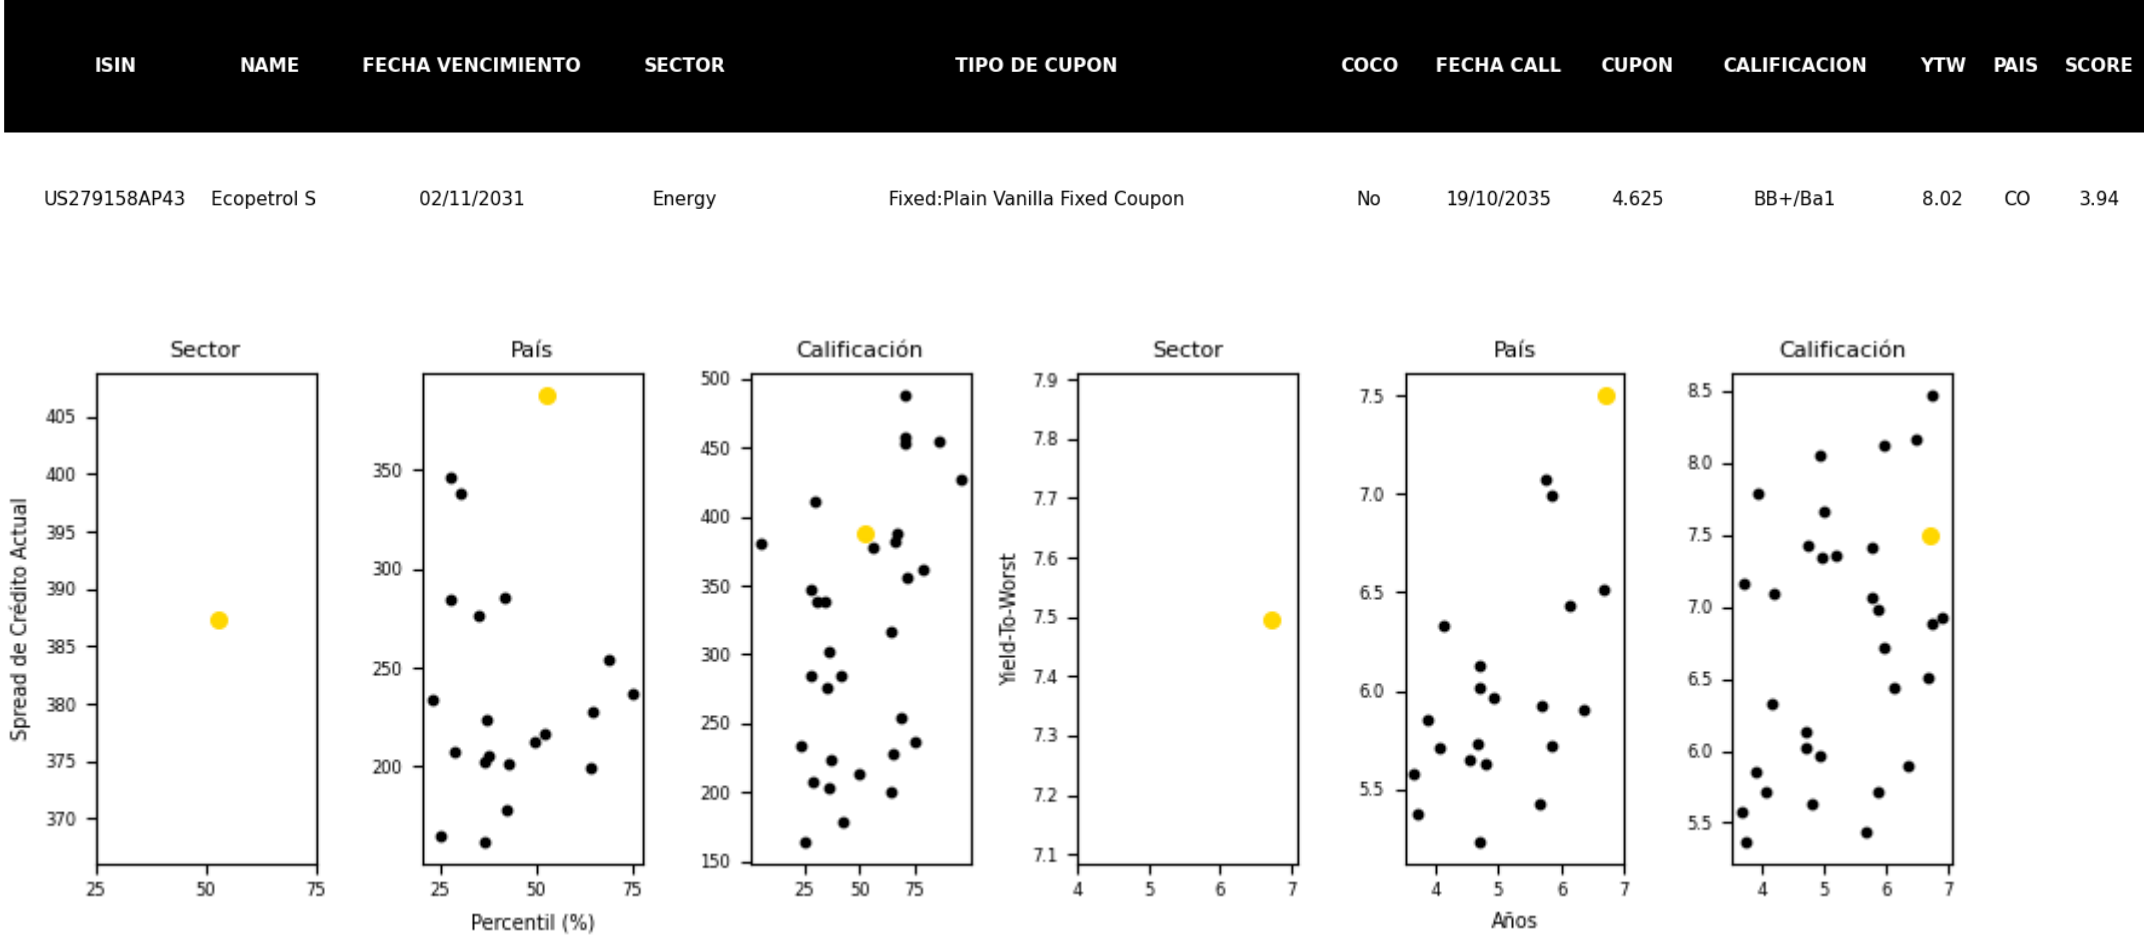 ISIN NAME FECHA VENCIMIENTO SECTOR TIPO DE CUPON COCO FECHA CALL CUPON CALIFICACION YTW PAIS SCORE
US279158AP43 Ecopetrol S 02/11/2031 Energy Fixed:Plain Vanilla Fixed Coupon No 19/10/2035 4.625 BB+/Ba1 8.02 CO 3.94
Sector
Spread de Crédito Actual
405
400
395
390
385
380
375
370
25 50 75
País
350
300
250
200
25 50 75
Percentil (%)
Calificación
500
450
400
350
300
250
200
150
25 50 75
Sector
Yield-To-Worst
7.9
7.8
7.7
7.6
7.5
7.4
7.3
7.2
7.1
4 5 6 7
País
7.5
7.0
6.5
6.0
5.5
4 5 6 7
Años
Calificación
8.5
8.0
7.5
7.0
6.5
6.0
5.5
4 5 6 7